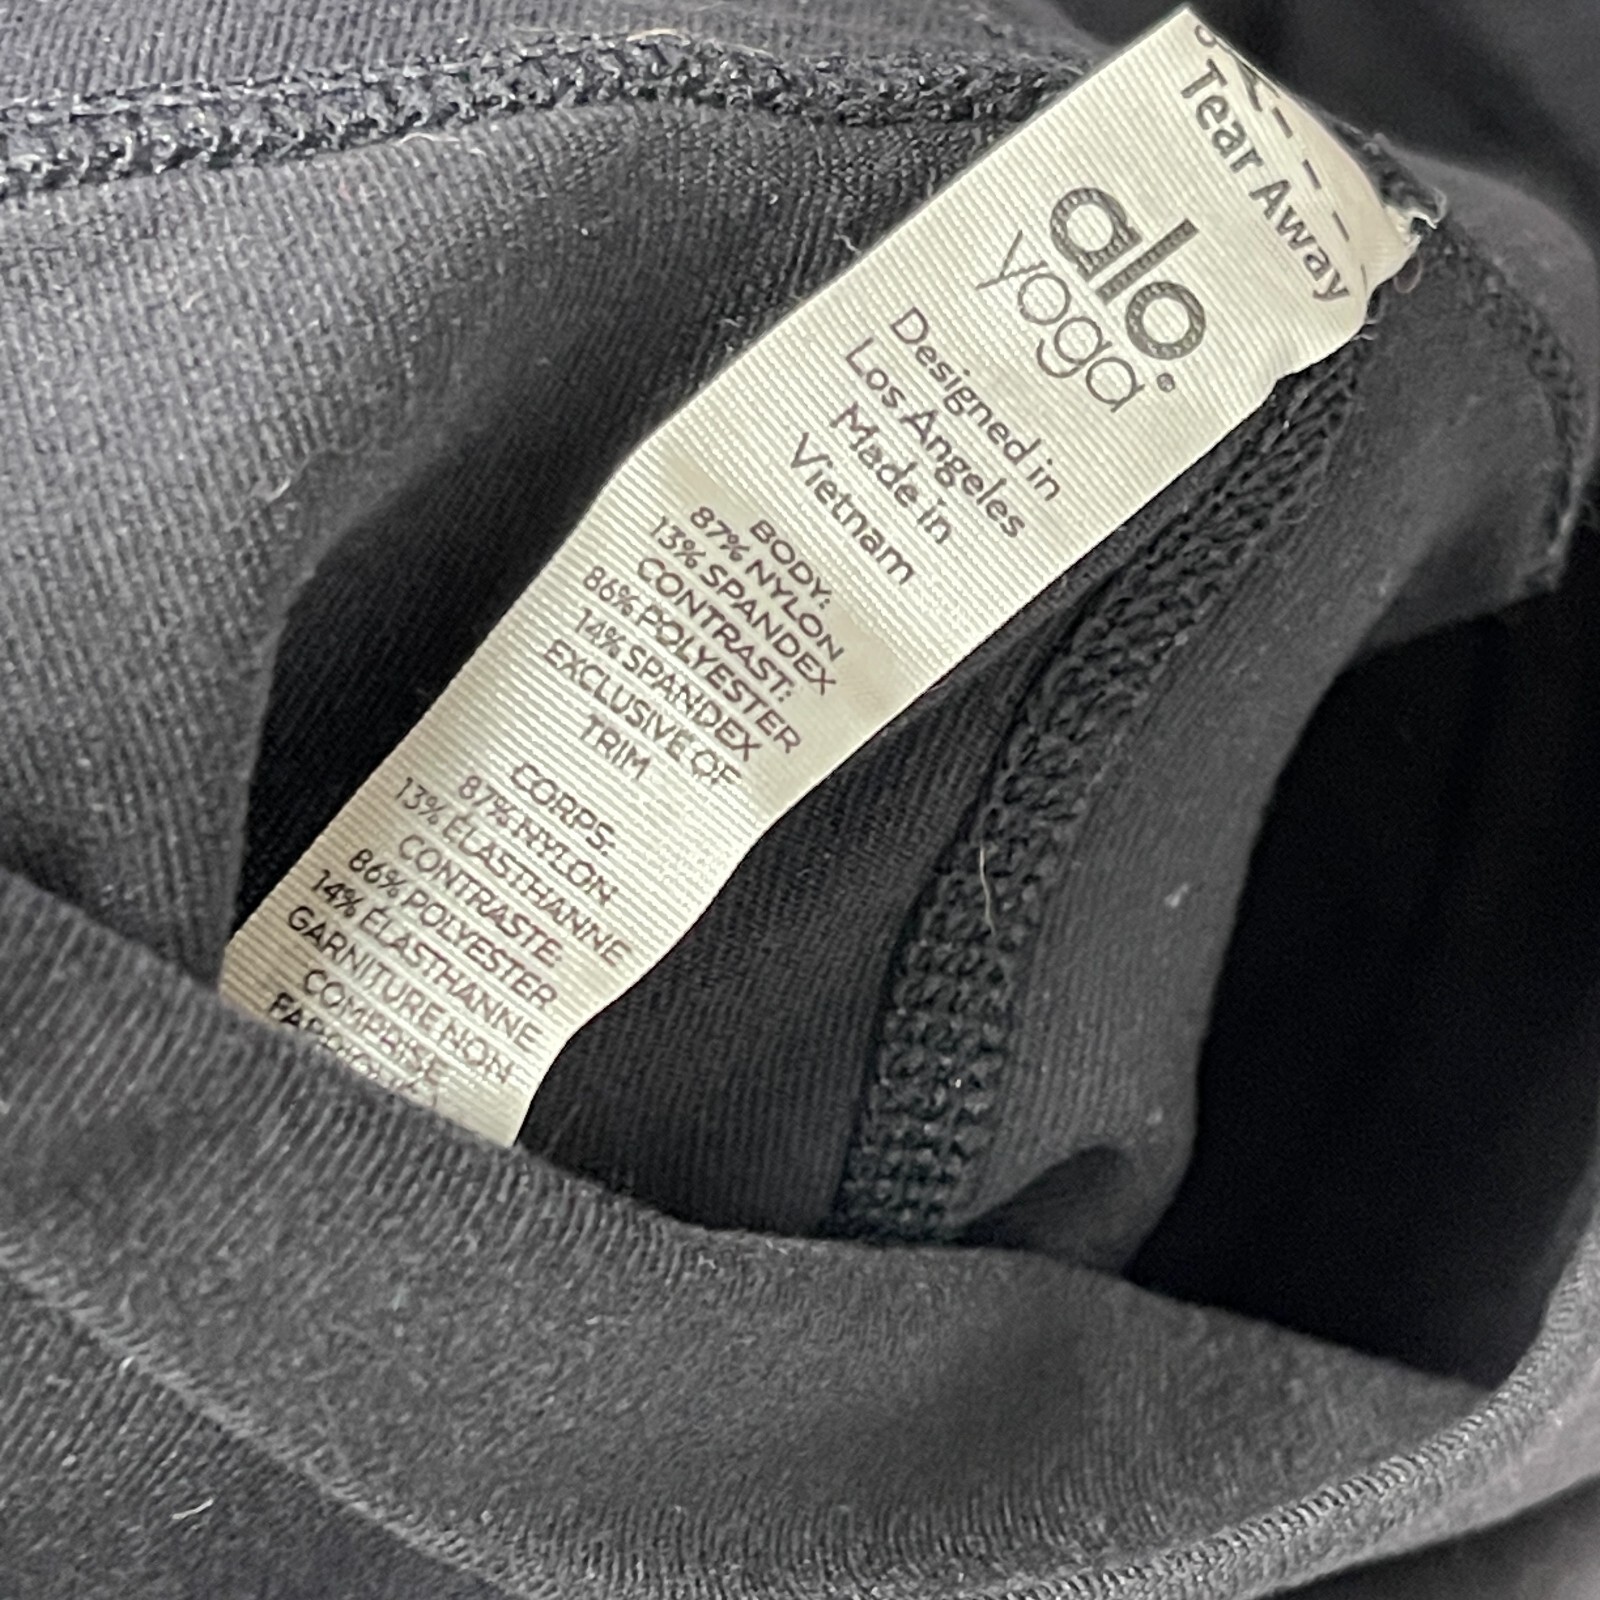 Tear Away
alo
yoga®
Designed in
Los Angeles
Made in
Vietnam
BODY:
87% NYLON
13% SPANDEX
CONTRAST:
86% POLYESTER
14% SPANDEX
EXCLUSIVE OF
TRIM
CORPS:
87% NYLON
13% ÉLASTHANNE
CONTRASTE:
86% POLYESTER
14% ÉLASTHANNE
GARNITURE NON
COMPRISE